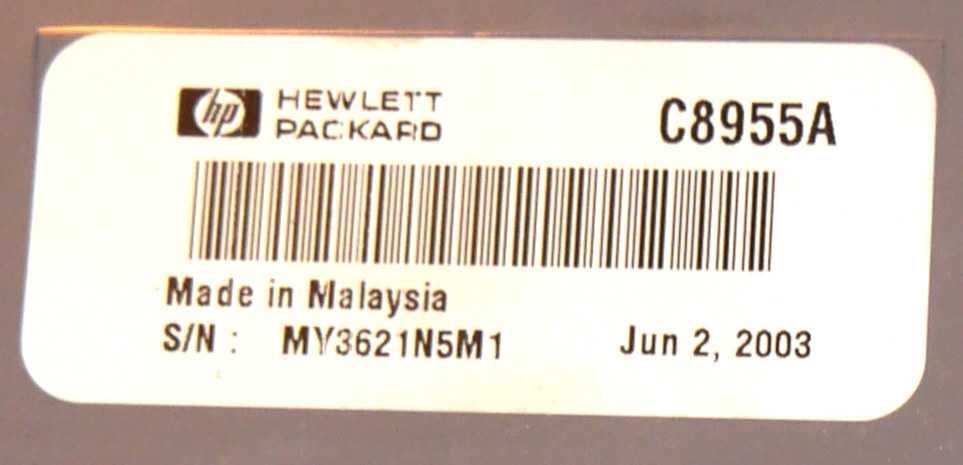 hp HEWLETT
PACKARD
C8955A
Made in Malaysia
S/N : MY3621N5M1 Jun 2, 2003